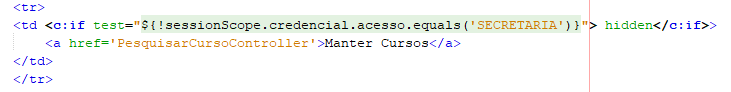 <tr>
<td <c:if test="${!sessionScope.credencial.acesso.equals('SECRETARIA')}"> hidden</c:if>>
<a href='PesquisarCursoController'>Manter Cursos</a>
</td>
</tr>